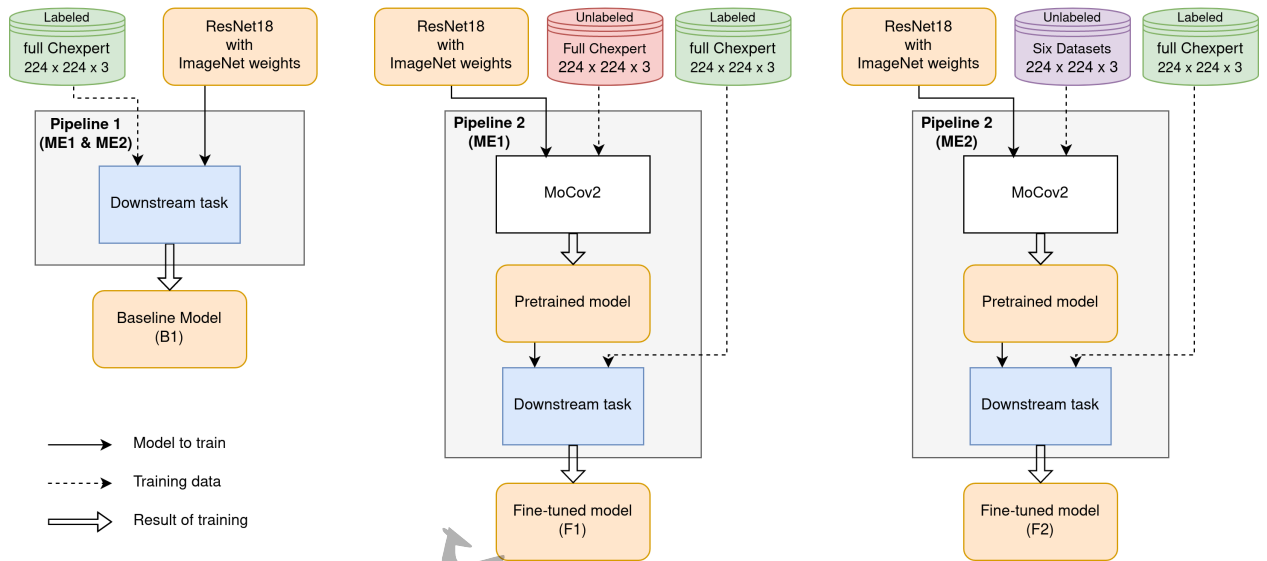 Labeled
full Chexpert
224 x 224 x 3
ResNet18
with
ImageNet weights
Pipeline 1
(ME1 & ME2)
Downstream task
Baseline Model
(B1)
Model to train
Training data
Result of training
ResNet18
with
ImageNet weights
Unlabeled
Full Chexpert
224 x 224 x 3
Labeled
full Chexpert
224 x 224 x 3
Pipeline 2
(ME1)
MoCov2
Pretrained model
Downstream task
Fine-tuned model
(F1)
ResNet18
with
ImageNet weights
Unlabeled
Six Datasets
224 x 224 x 3
Labeled
full Chexpert
224 x 224 x 3
Pipeline 2
(ME2)
MoCov2
Pretrained model
Downstream task
Fine-tuned model
(F2)